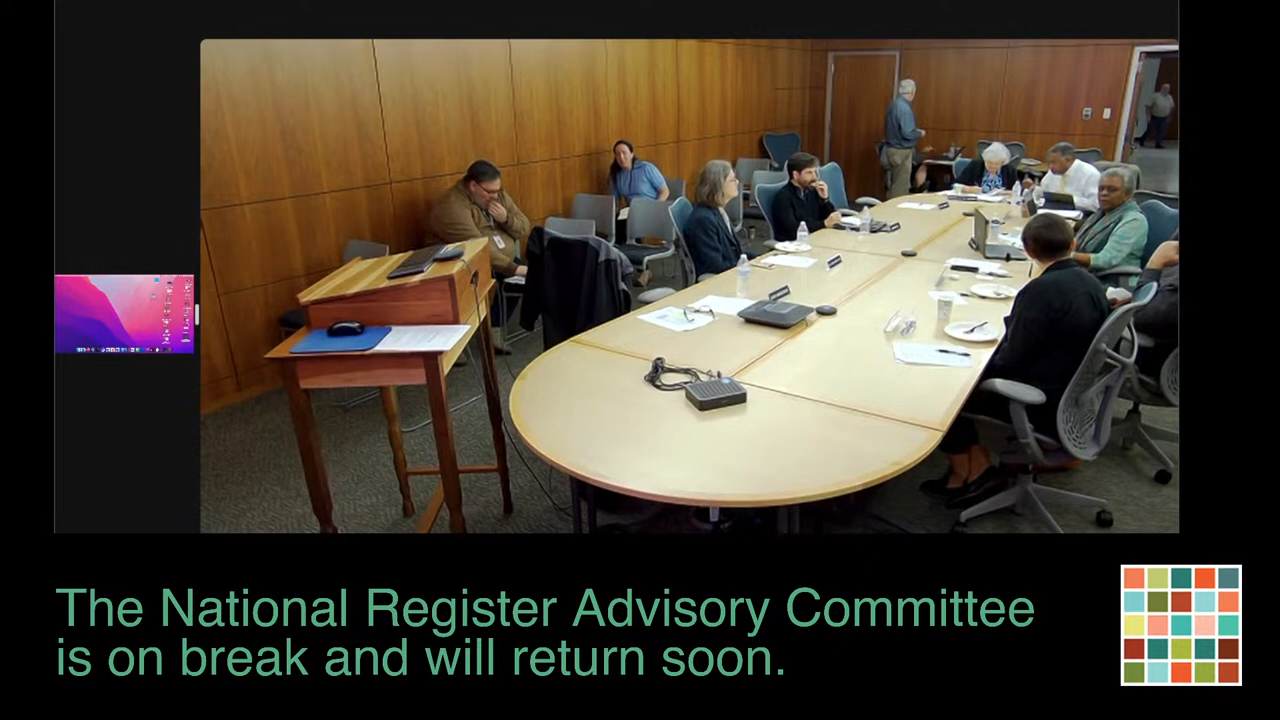 The National Register Advisory Committee
is on break and will return soon.